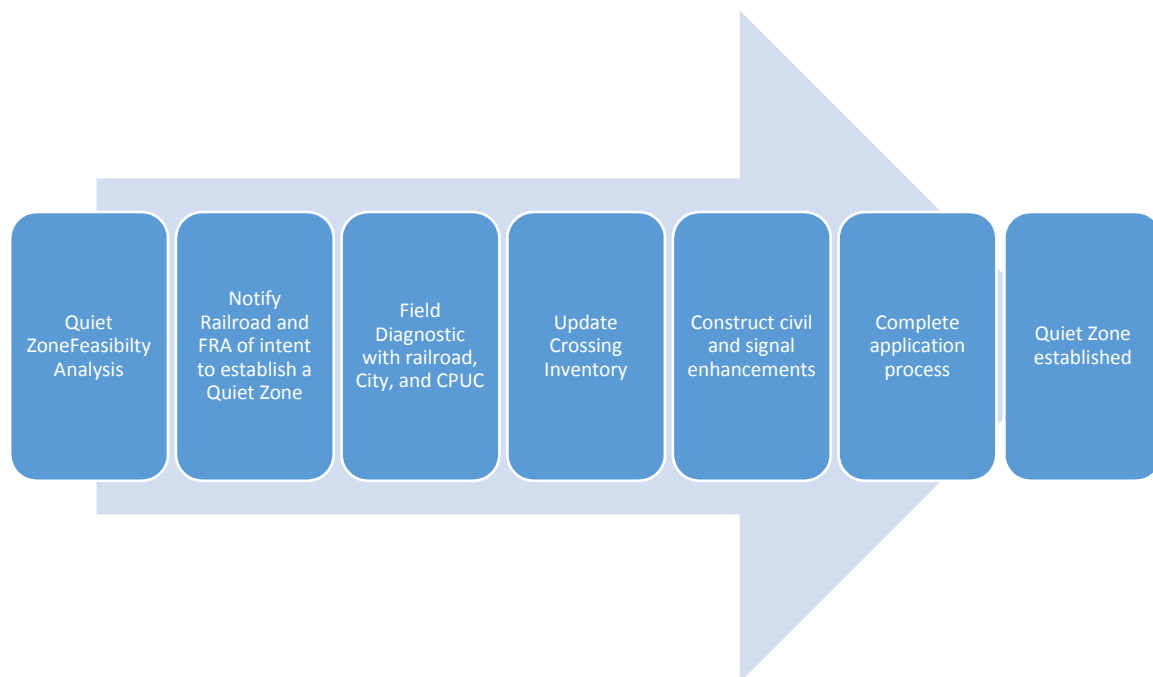 Quiet
ZoneFeasibilty
Analysis
Notify
Railroad and
FRA of intent
to establish a
Quiet Zone
Field
Diagnostic
with railroad,
City, and CPUC
Update
Crossing
Inventory
Construct civil
and signal
enhancements
Complete
application
process
Quiet Zone
established